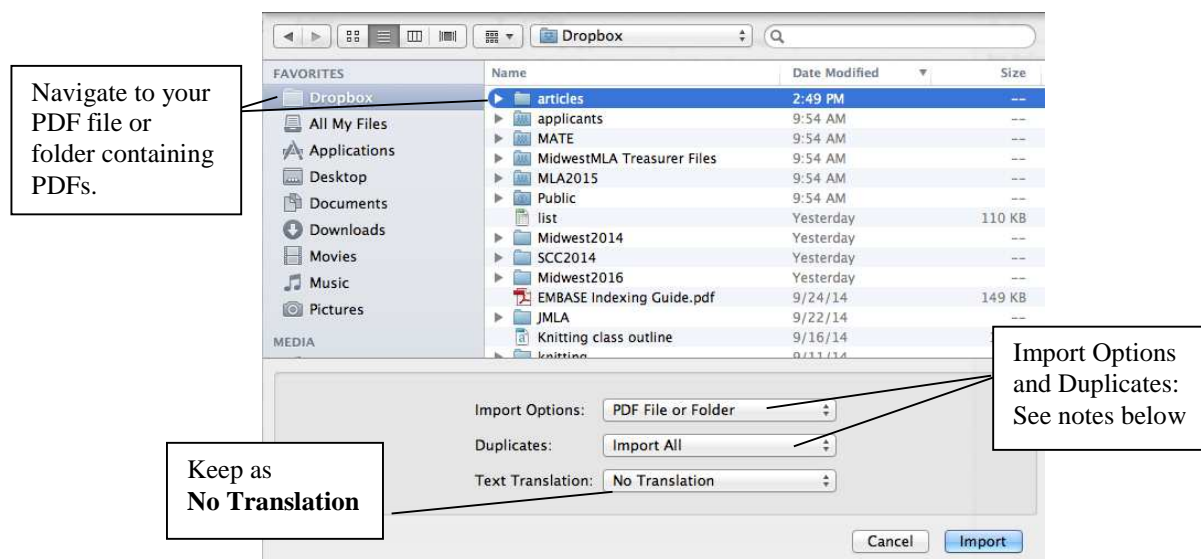 Dropbox
FAVORITES
Dropbox
All My Files
Applications
Desktop
Documents
Downloads
Movies
Music
Pictures
MEDIA
Name Date Modified Size
articles 2:49 PM --
applicants 9:54 AM --
MATE 9:54 AM --
MidwestMLA Treasurer Files 9:54 AM --
MLA2015 9:54 AM --
Public 9:54 AM --
list Yesterday 110 KB
Midwest2014 Yesterday --
SCC2014 Yesterday --
Midwest2016 Yesterday --
EMBASE Indexing Guide.pdf 9/24/14 149 KB
JMLA 9/22/14 --
Knitting class outline 9/16/14
knitting 9/11/14
Navigate to your
PDF file or
folder containing
PDFs.
Import Options
and Duplicates:
See notes below
Import Options: PDF File or Folder
Duplicates: Import All
Text Translation: No Translation
Keep as
No Translation
Cancel Import